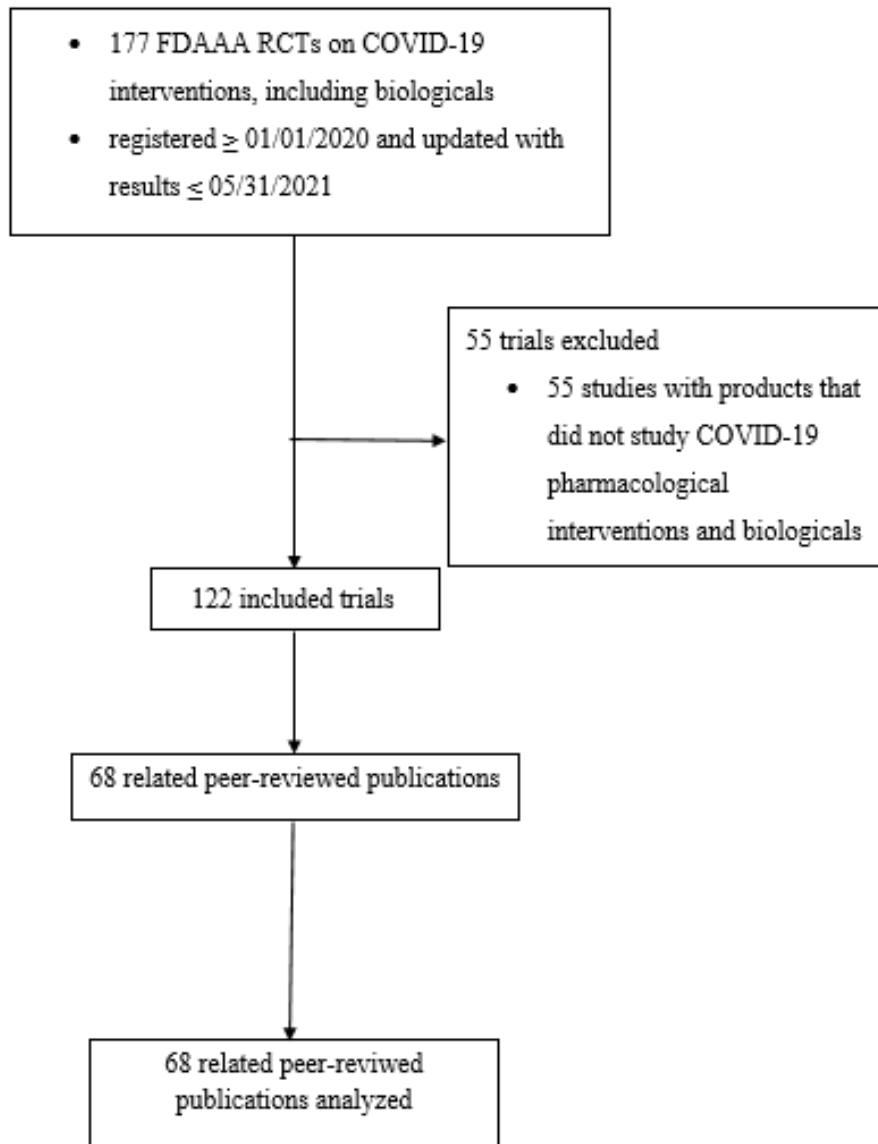 • 177 FDAAA RCTs on COVID-19
interventions, including biologicals
• registered ≥ 01/01/2020 and updated with
results ≤ 05/31/2021
55 trials excluded
• 55 studies with products that
did not study COVID-19
pharmacological
interventions and biologicals
122 included trials
68 related peer-reviewed publications
68 related peer-reviwed
publications analyzed